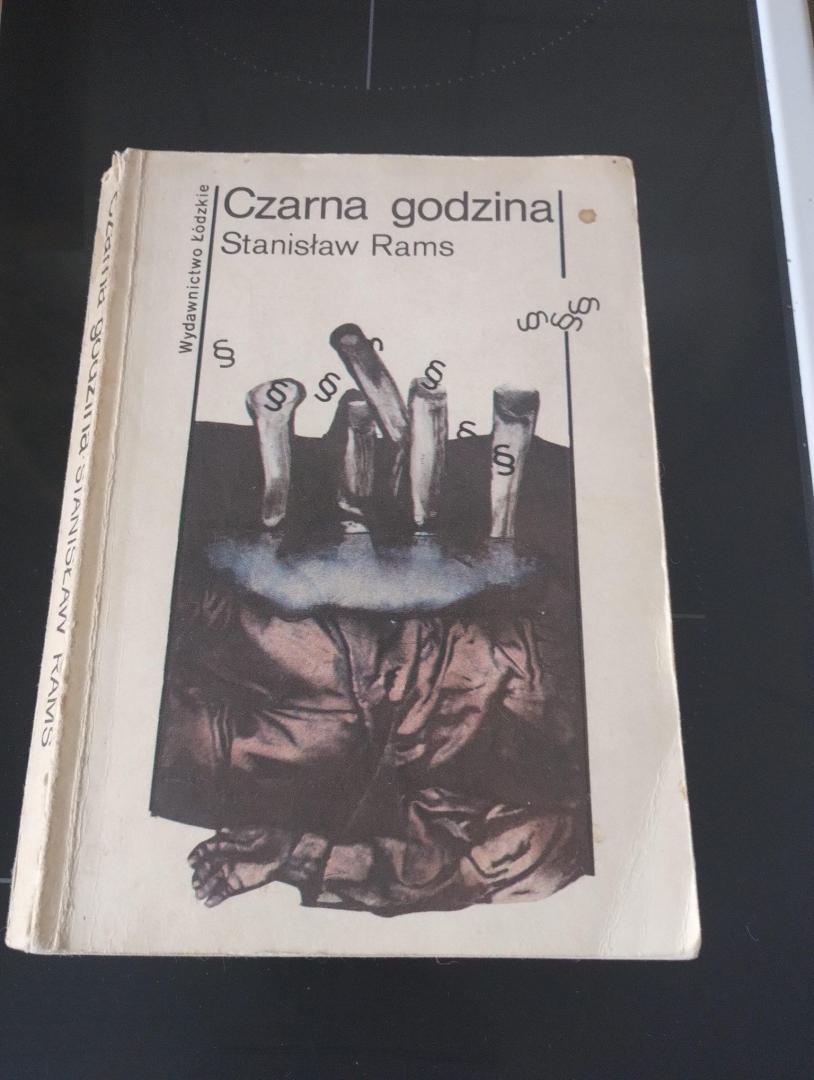 Wydawnictwo Łódzkie
Czarna godzina
Stanisław Rams
§
§
§
§
§
§
§
§
§
Czarna godzina STANISŁAW RAMS